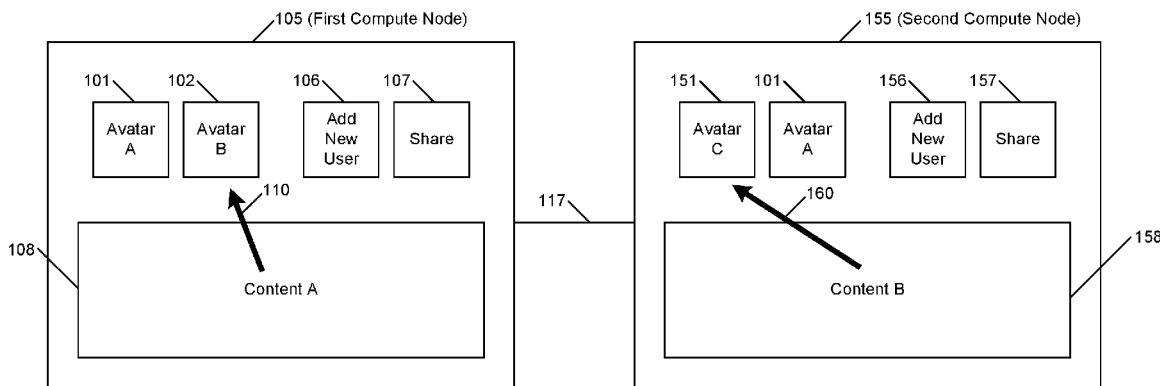 105 (First Compute Node)
155 (Second Compute Node)
101
102
106
107
151
101
156
157
Avatar
A
Avatar
B
Add
New
User
Share
Avatar
C
Avatar
A
Add
New
User
Share
110
117
160
108
158
Content A
Content B